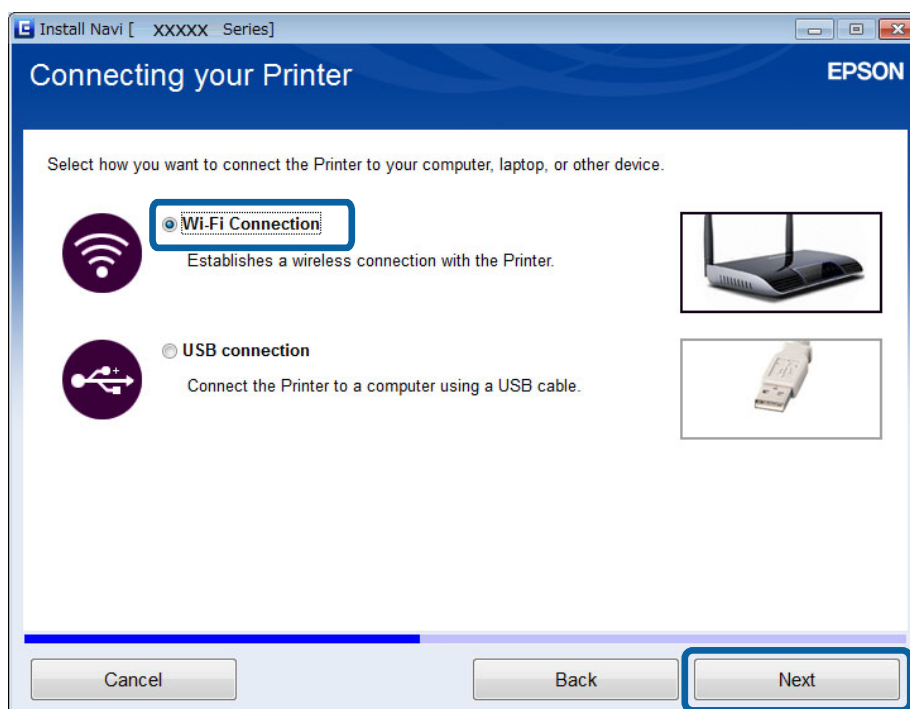 Install Navi [ XXXXX Series]
Connecting your Printer
EPSON
Select how you want to connect the Printer to your computer, laptop, or other device.
Wi-Fi Connection
Establishes a wireless connection with the Printer.
USB connection
Connect the Printer to a computer using a USB cable.
Cancel
Back
Next